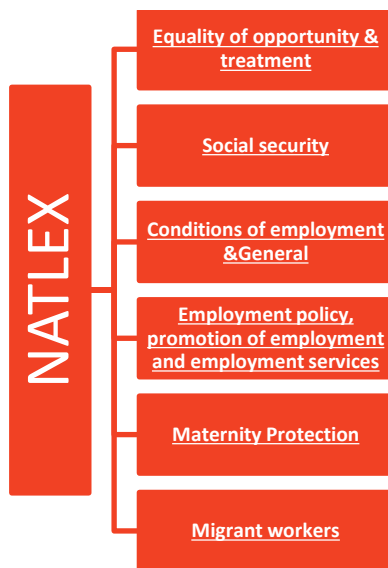 NATLEX
Equality of opportunity &
treatment
Social security
Conditions of employment
&General
Employment policy,
promotion of employment
and employment services
Maternity Protection
Migrant workers